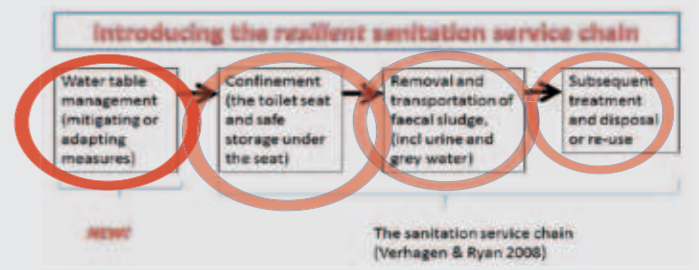 Introducing the resilient sanitation service chain
Water table
management
(mitigating or
adapting
measures)
Confinement
(the toilet seat
and safe
storage under
the seat)
Removal and
transportation of
faecal sludge,
(incl urine and
grey water)
Subsequent
treatment
and disposal
or re-use
NEW!
The sanitation service chain
(Verhagen & Ryan 2008)